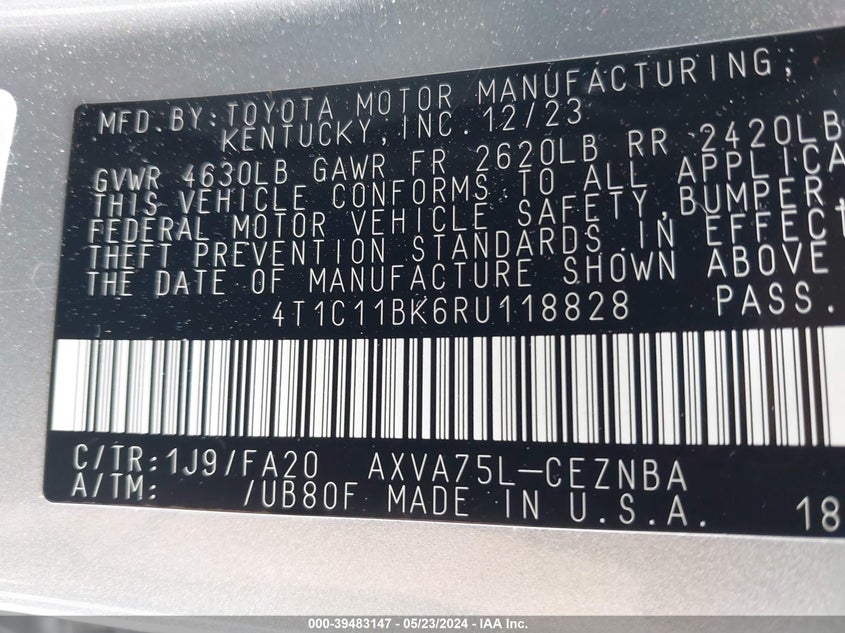 MFD.BY:TOYOTA MOTOR MANUFACTURING,
KENTUCKY,INC.12/23
GVWR 4630LB GAWR FR 2620LB RR 2420LB
THIS VEHICLE CONFORMS TO ALL APPLICA
FEDERAL MOTOR VEHICLE SAFETY,BUMPER,
THEFT PREVENTION STANDARDS IN EFFECT
THE DATE OF MANUFACTURE SHOWN ABOVE
4T1C11BK6RU118828 PASS.
C/TR:1J9/FA20 AXVA75L-CEZNBA
A/TM: /UB80F MADE IN U.S.A. 18
000-39483147 - 05/23/2024 - IAA Inc.